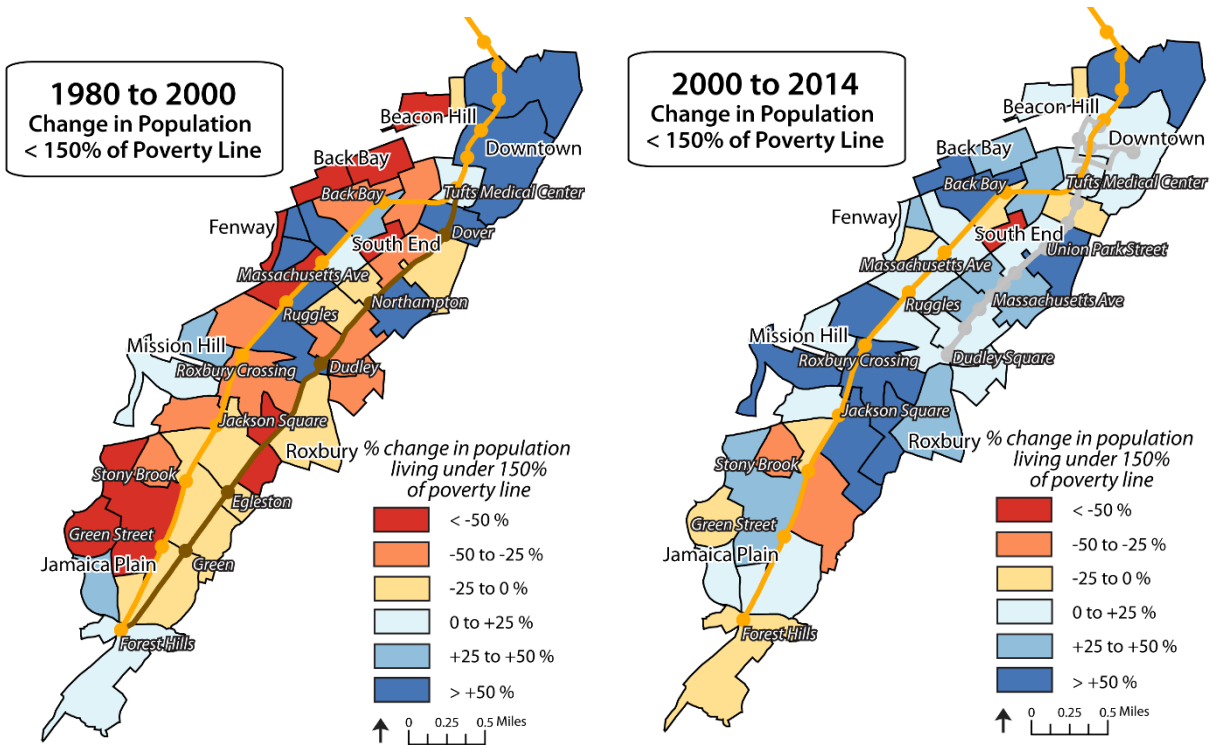 1980 to 2000
Change in Population
< 150% of Poverty Line
Beacon Hill
Downtown
Back Bay
Back Bay
Tufts Medical Center
Fenway
South End
Dover
Massachusetts Ave
Northampton
Ruggles
Mission Hill
Roxbury Crossing
Dudley
Jackson Square
Roxbury
Stony Brook
Egleston
Green Street
Green
Jamaica Plain
Forest Hills
% change in population
living under 150%
of poverty line
< -50 %
-50 to -25 %
-25 to 0 %
0 to +25 %
+25 to +50 %
> +50 %
0 0.25 0.5 Miles
2000 to 2014
Change in Population
< 150% of Poverty Line
Beacon Hill
Downtown
Back Bay
Back Bay
Tufts Medical Center
Fenway
South End
Union Park Street
Massachusetts Ave
Massachusetts Ave
Ruggles
Mission Hill
Roxbury Crossing
Dudley Square
Jackson Square
Roxbury
Stony Brook
Green Street
Jamaica Plain
Forest Hills
% change in population
living under 150%
of poverty line
< -50 %
-50 to -25 %
-25 to 0 %
0 to +25 %
+25 to +50 %
> +50 %
0 0.25 0.5 Miles